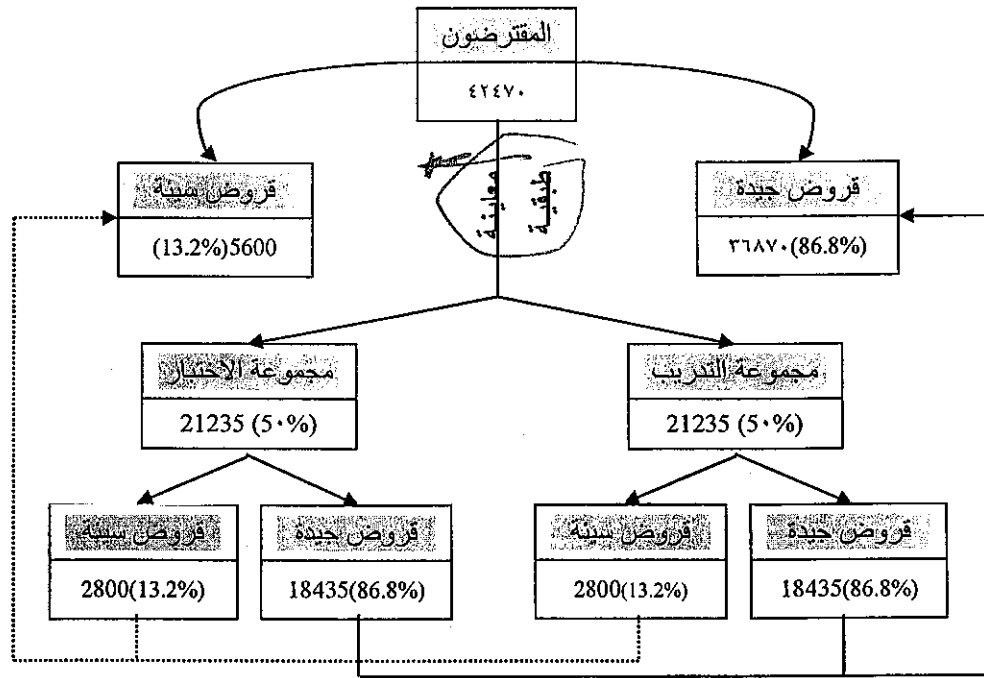 المقترضون
٤٢٤٧٠
قروض جيدة
٣٦٨٧٠(86.8%)
قروض سيئة
(13.2%)5600
معاينة
طبقية
مجموعة التدريب
21235 (5٠%)
مجموعة الاختبار
21235 (5٠%)
قروض جيدة
18435(86.8%)
قروض سيئة
2800(13.2%)
قروض جيدة
18435(86.8%)
قروض سيئة
2800(13.2%)